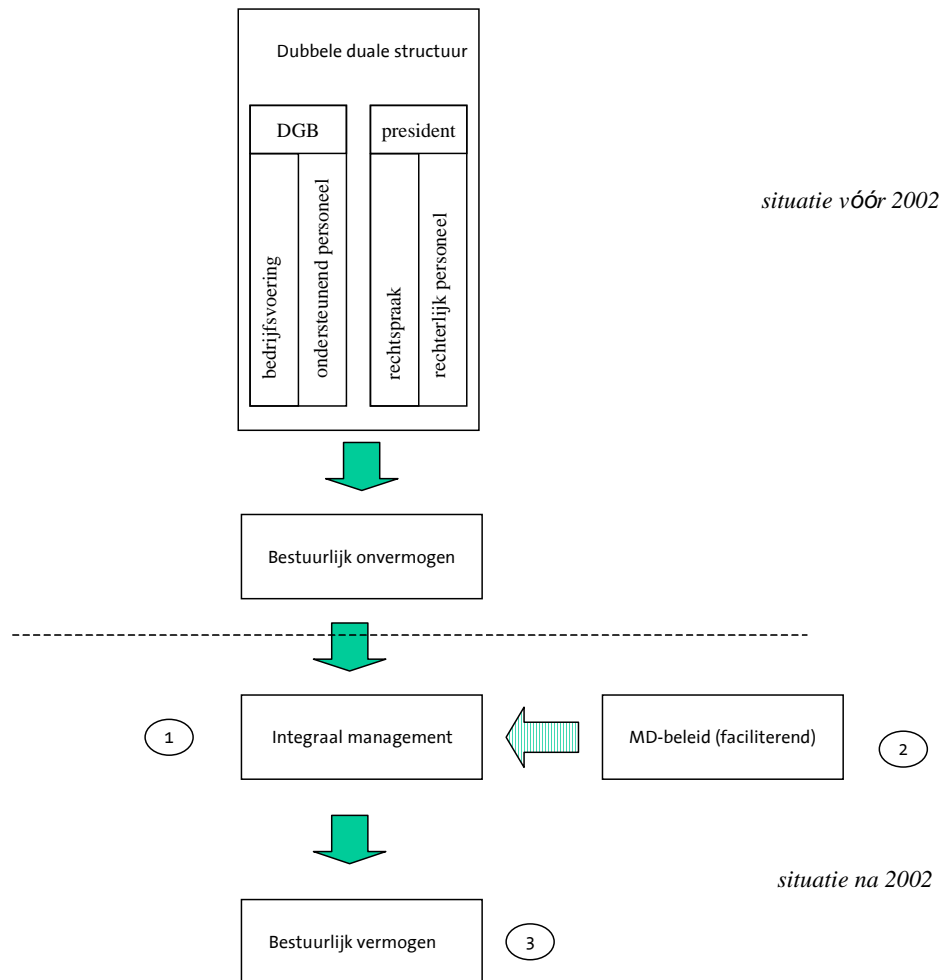 Dubbele duale structuur
DGB
president
bedrijfsvoering
ondersteunend personeel
rechtspraak
rechterlijk personeel
situatie vóór 2002
Bestuurlijk onvermogen
1
Integraal management
MD-beleid (faciliterend)
2
situatie na 2002
Bestuurlijk vermogen
3